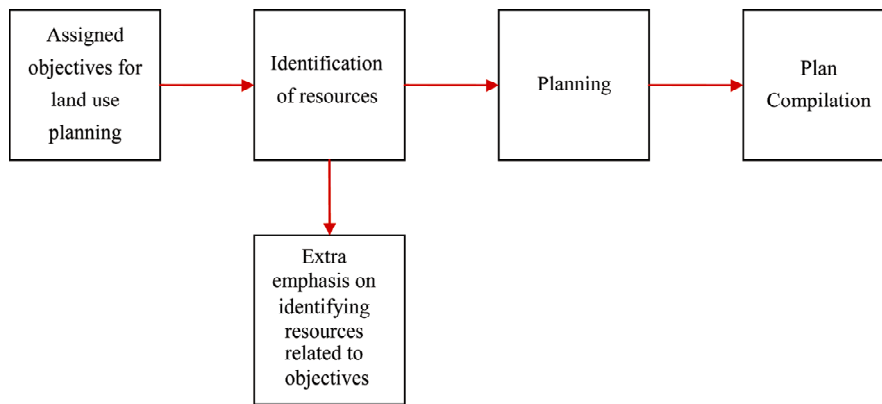 Assigned
objectives for
land use
planning
Identification
of resources
Planning
Plan
Compilation
Extra
emphasis on
identifying
resources
related to
objectives